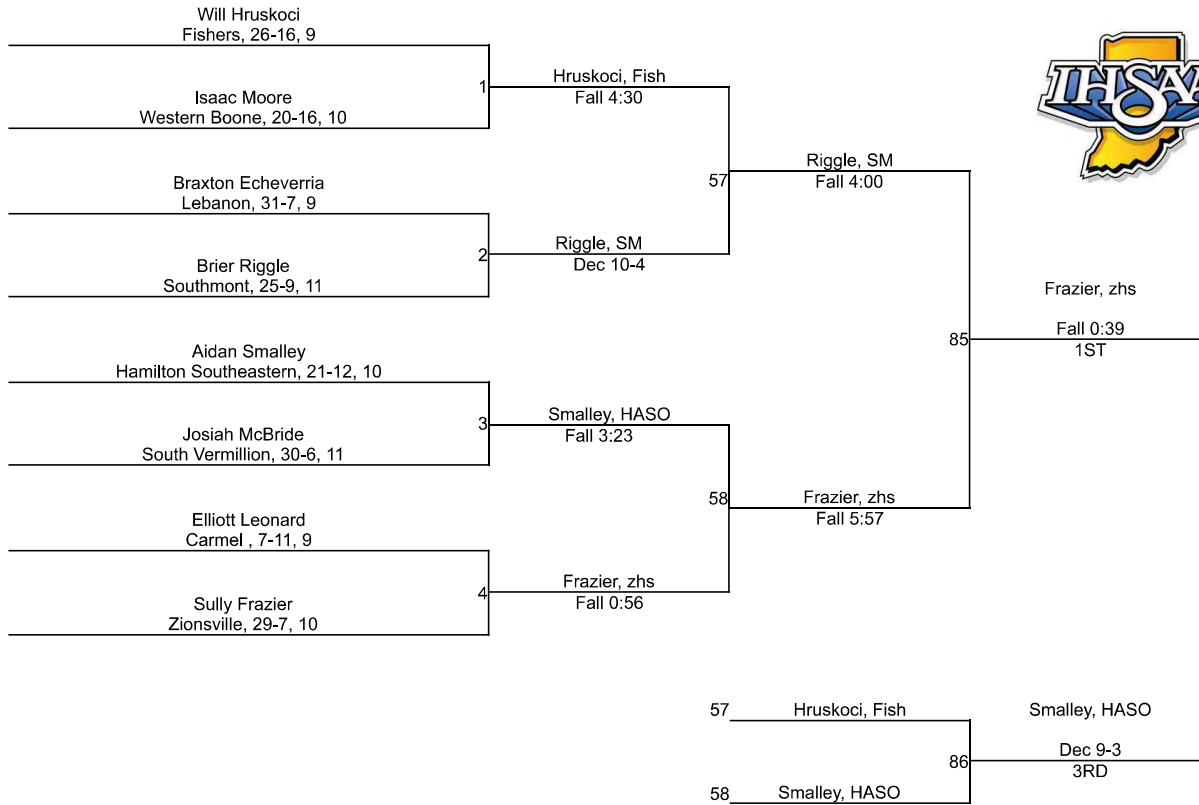 Will Hruskoci
Fishers, 26-16, 9
Isaac Moore
Western Boone, 20-16, 10
Braxton Echeverria
Lebanon, 31-7, 9
Brier Riggle
Southmont, 25-9, 11
Aidan Smalley
Hamilton Southeastern, 21-12, 10
Josiah McBride
South Vermillion, 30-6, 11
Elliott Leonard
Carmel , 7-11, 9
Sully Frazier
Zionsville, 29-7, 10
1
Hruskoci, Fish
Fall 4:30
2
Riggle, SM
Dec 10-4
3
Smalley, HASO
Fall 3:23
4
Frazier, zhs
Fall 0:56
57
Riggle, SM
Fall 4:00
58
Frazier, zhs
Fall 5:57
85
Frazier, zhs
Fall 0:39
1ST
57
Hruskoci, Fish
58
Smalley, HASO
86
Smalley, HASO
Dec 9-3
3RD
IHSAA